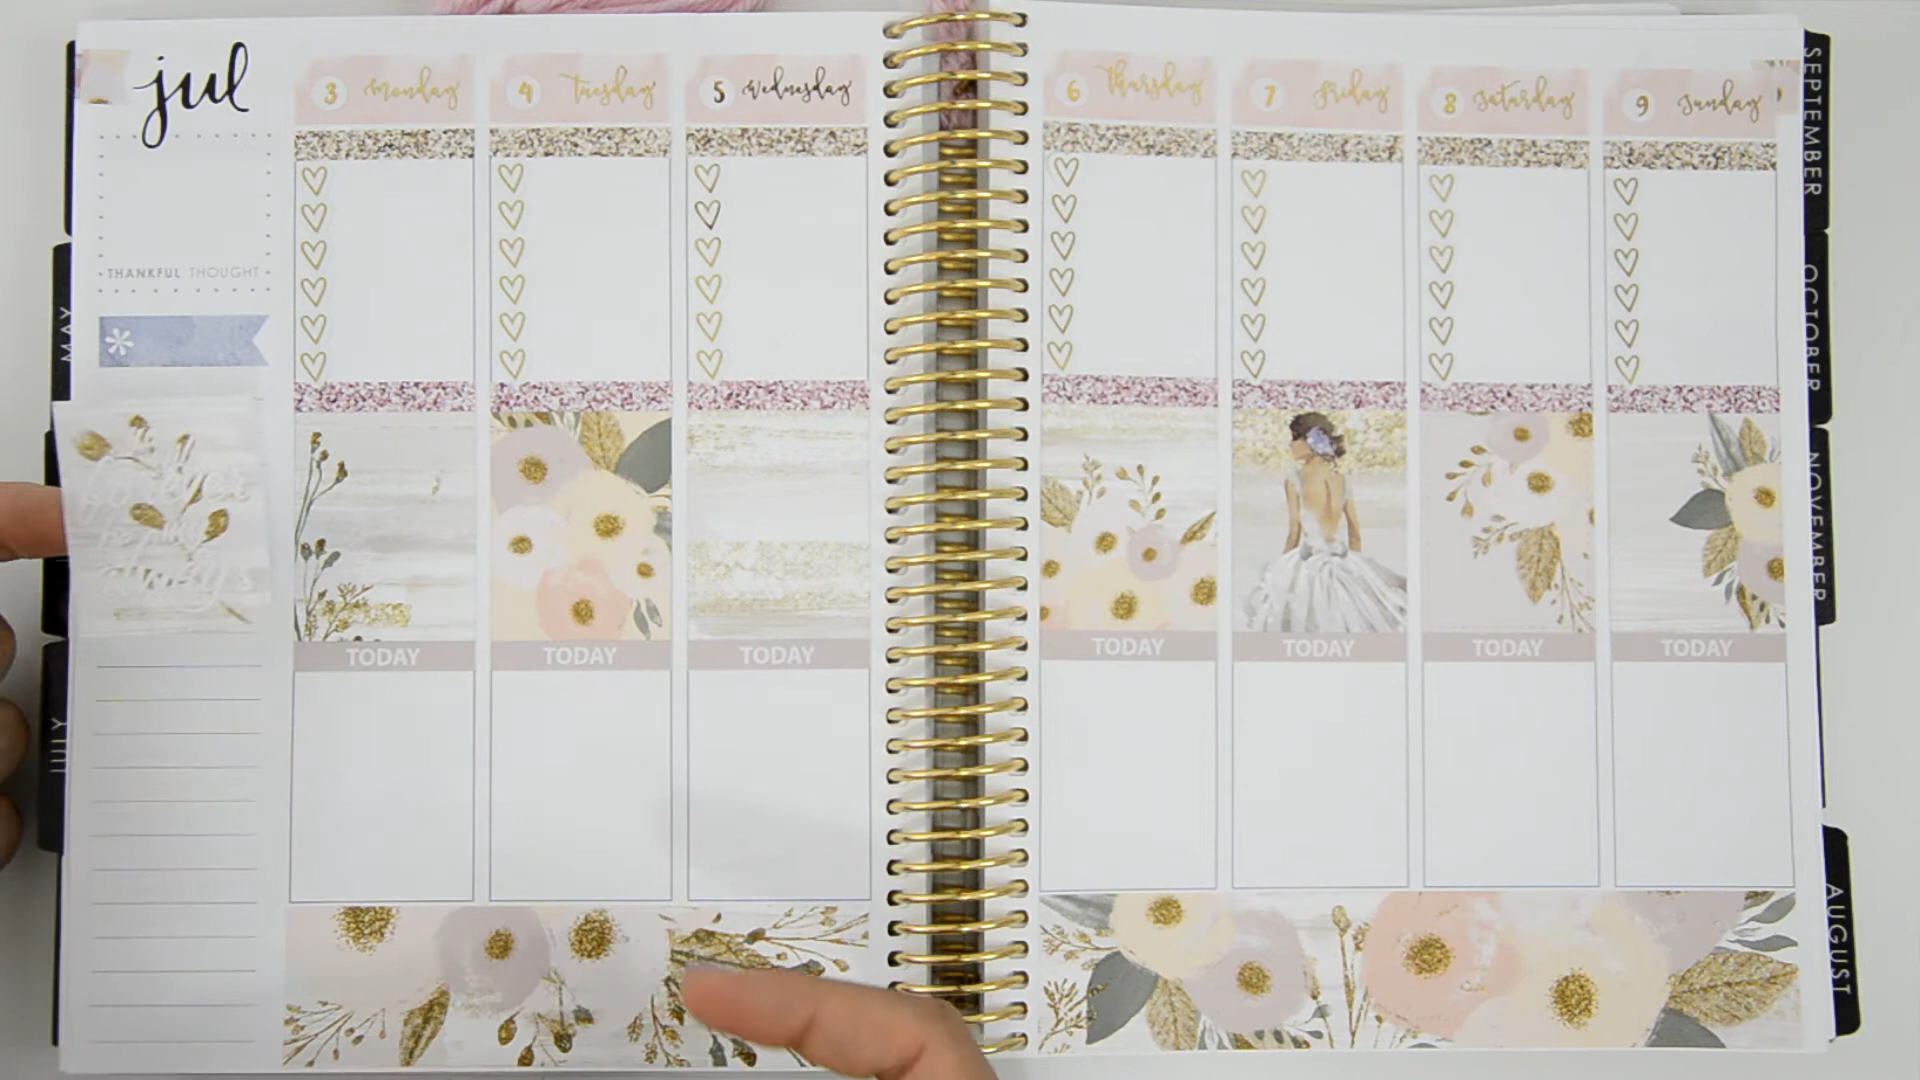 jul
THANKFUL THOUGHT
3 monday
4 Tuesday
5 wednesday
6 Thursday
7 friday
8 saturday
9 sunday
TODAY
TODAY
TODAY
TODAY
TODAY
TODAY
TODAY
always
MAY
JULY
SEPTEMBER
OCTOBER
NOVEMBER
AUGUST